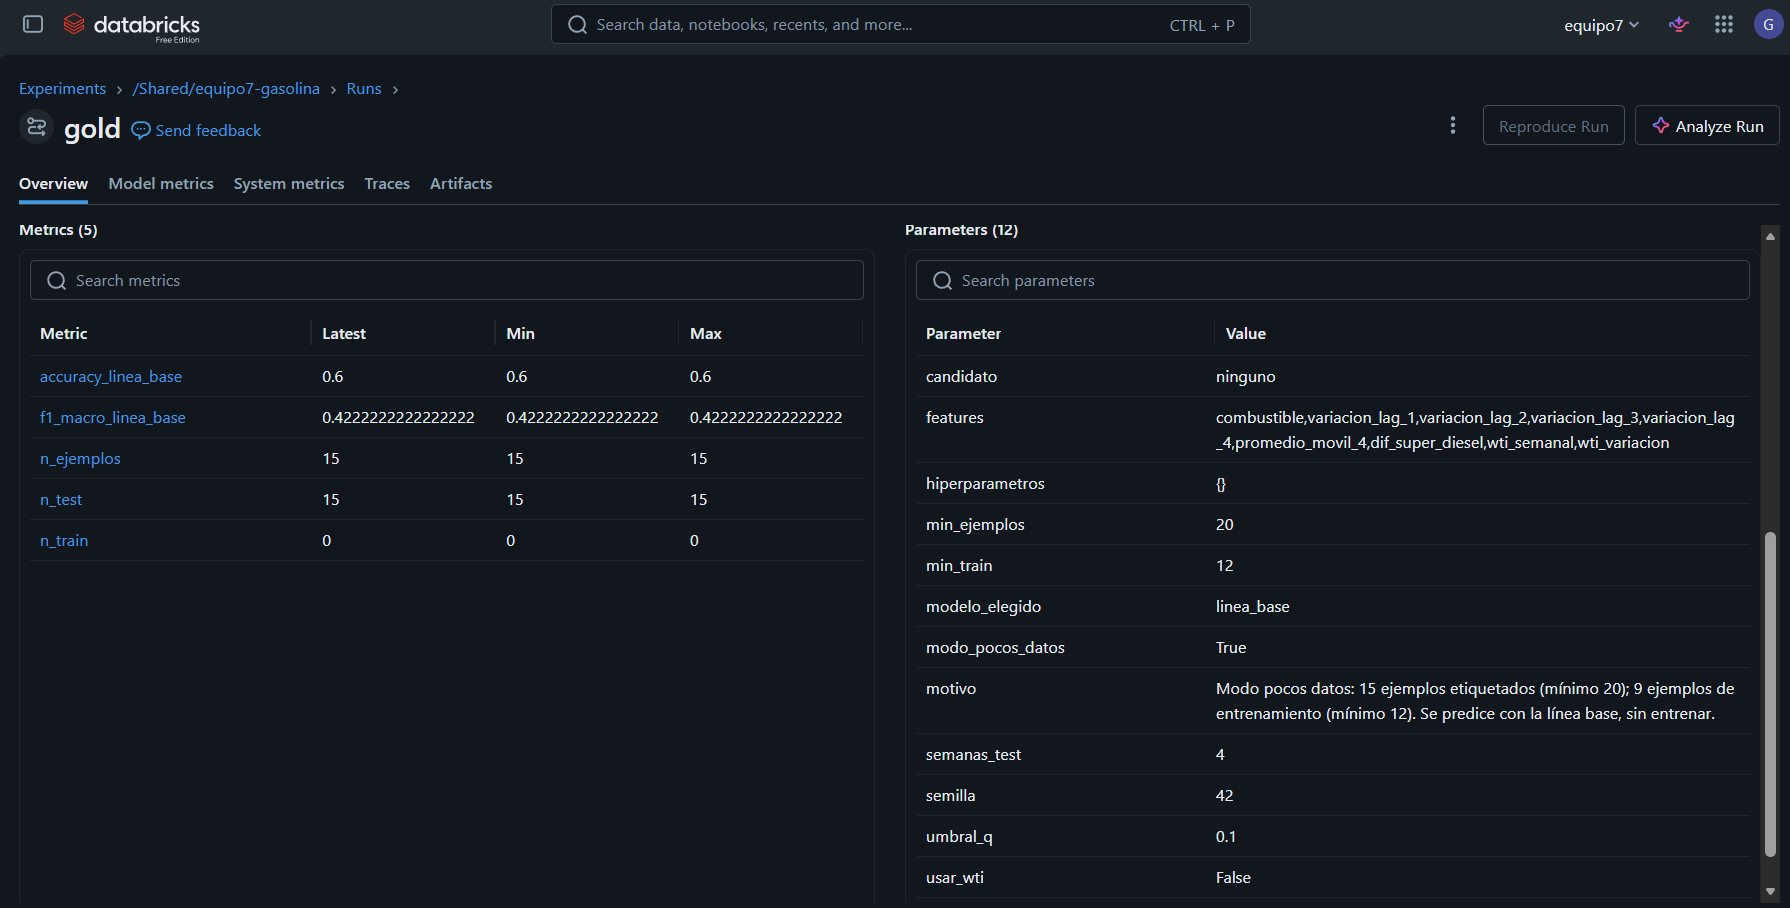 databricks
Free Edition
Search data, notebooks, recents, and more...
CTRL + P
equipo7
G
Experiments › /Shared/equipo7-gasolina › Runs ›
gold
Send feedback
Reproduce Run
Analyze Run
Overview
Model metrics
System metrics
Traces
Artifacts
Metrics (5)
Search metrics
Metric Latest Min Max
accuracy_linea_base 0.6 0.6 0.6
f1_macro_linea_base 0.4222222222222222 0.4222222222222222 0.4222222222222222
n_ejemplos 15 15 15
n_test 15 15 15
n_train 0 0 0
Parameters (12)
Search parameters
Parameter Value
candidato ninguno
features combustible,variacion_lag_1,variacion_lag_2,variacion_lag_3,variacion_lag
_4,promedio_movil_4,dif_super_diesel,wti_semanal,wti_variacion
hiperparametros {}
min_ejemplos 20
min_train 12
modelo_elegido linea_base
modo_pocos_datos True
motivo Modo pocos datos: 15 ejemplos etiquetados (mínimo 20); 9 ejemplos de
entrenamiento (mínimo 12). Se predice con la línea base, sin entrenar.
semanas_test 4
semilla 42
umbral_q 0.1
usar_wti False